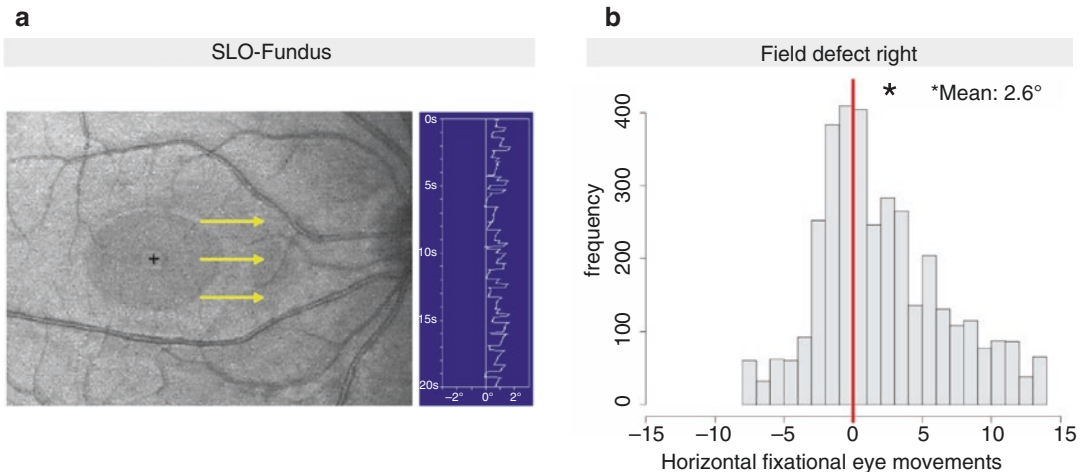 a
SLO-Fundus
0s
5s
10s
15s
20s
−2° 0° 2°
b
Field defect right
* *Mean: 2.6°
frequency
400
300
200
100
0
−15 −10 −5 0 5 10 15
Horizontal fixational eye movements